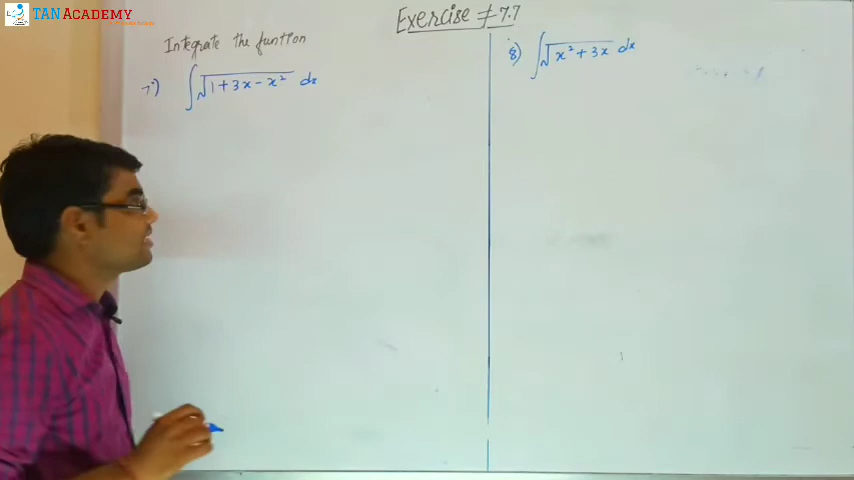 TAN ACADEMY
Exercise ≠ 7.7
Integrate the funtion
7) ∫√1 + 3x − x² dx
8) ∫√x² + 3x dx